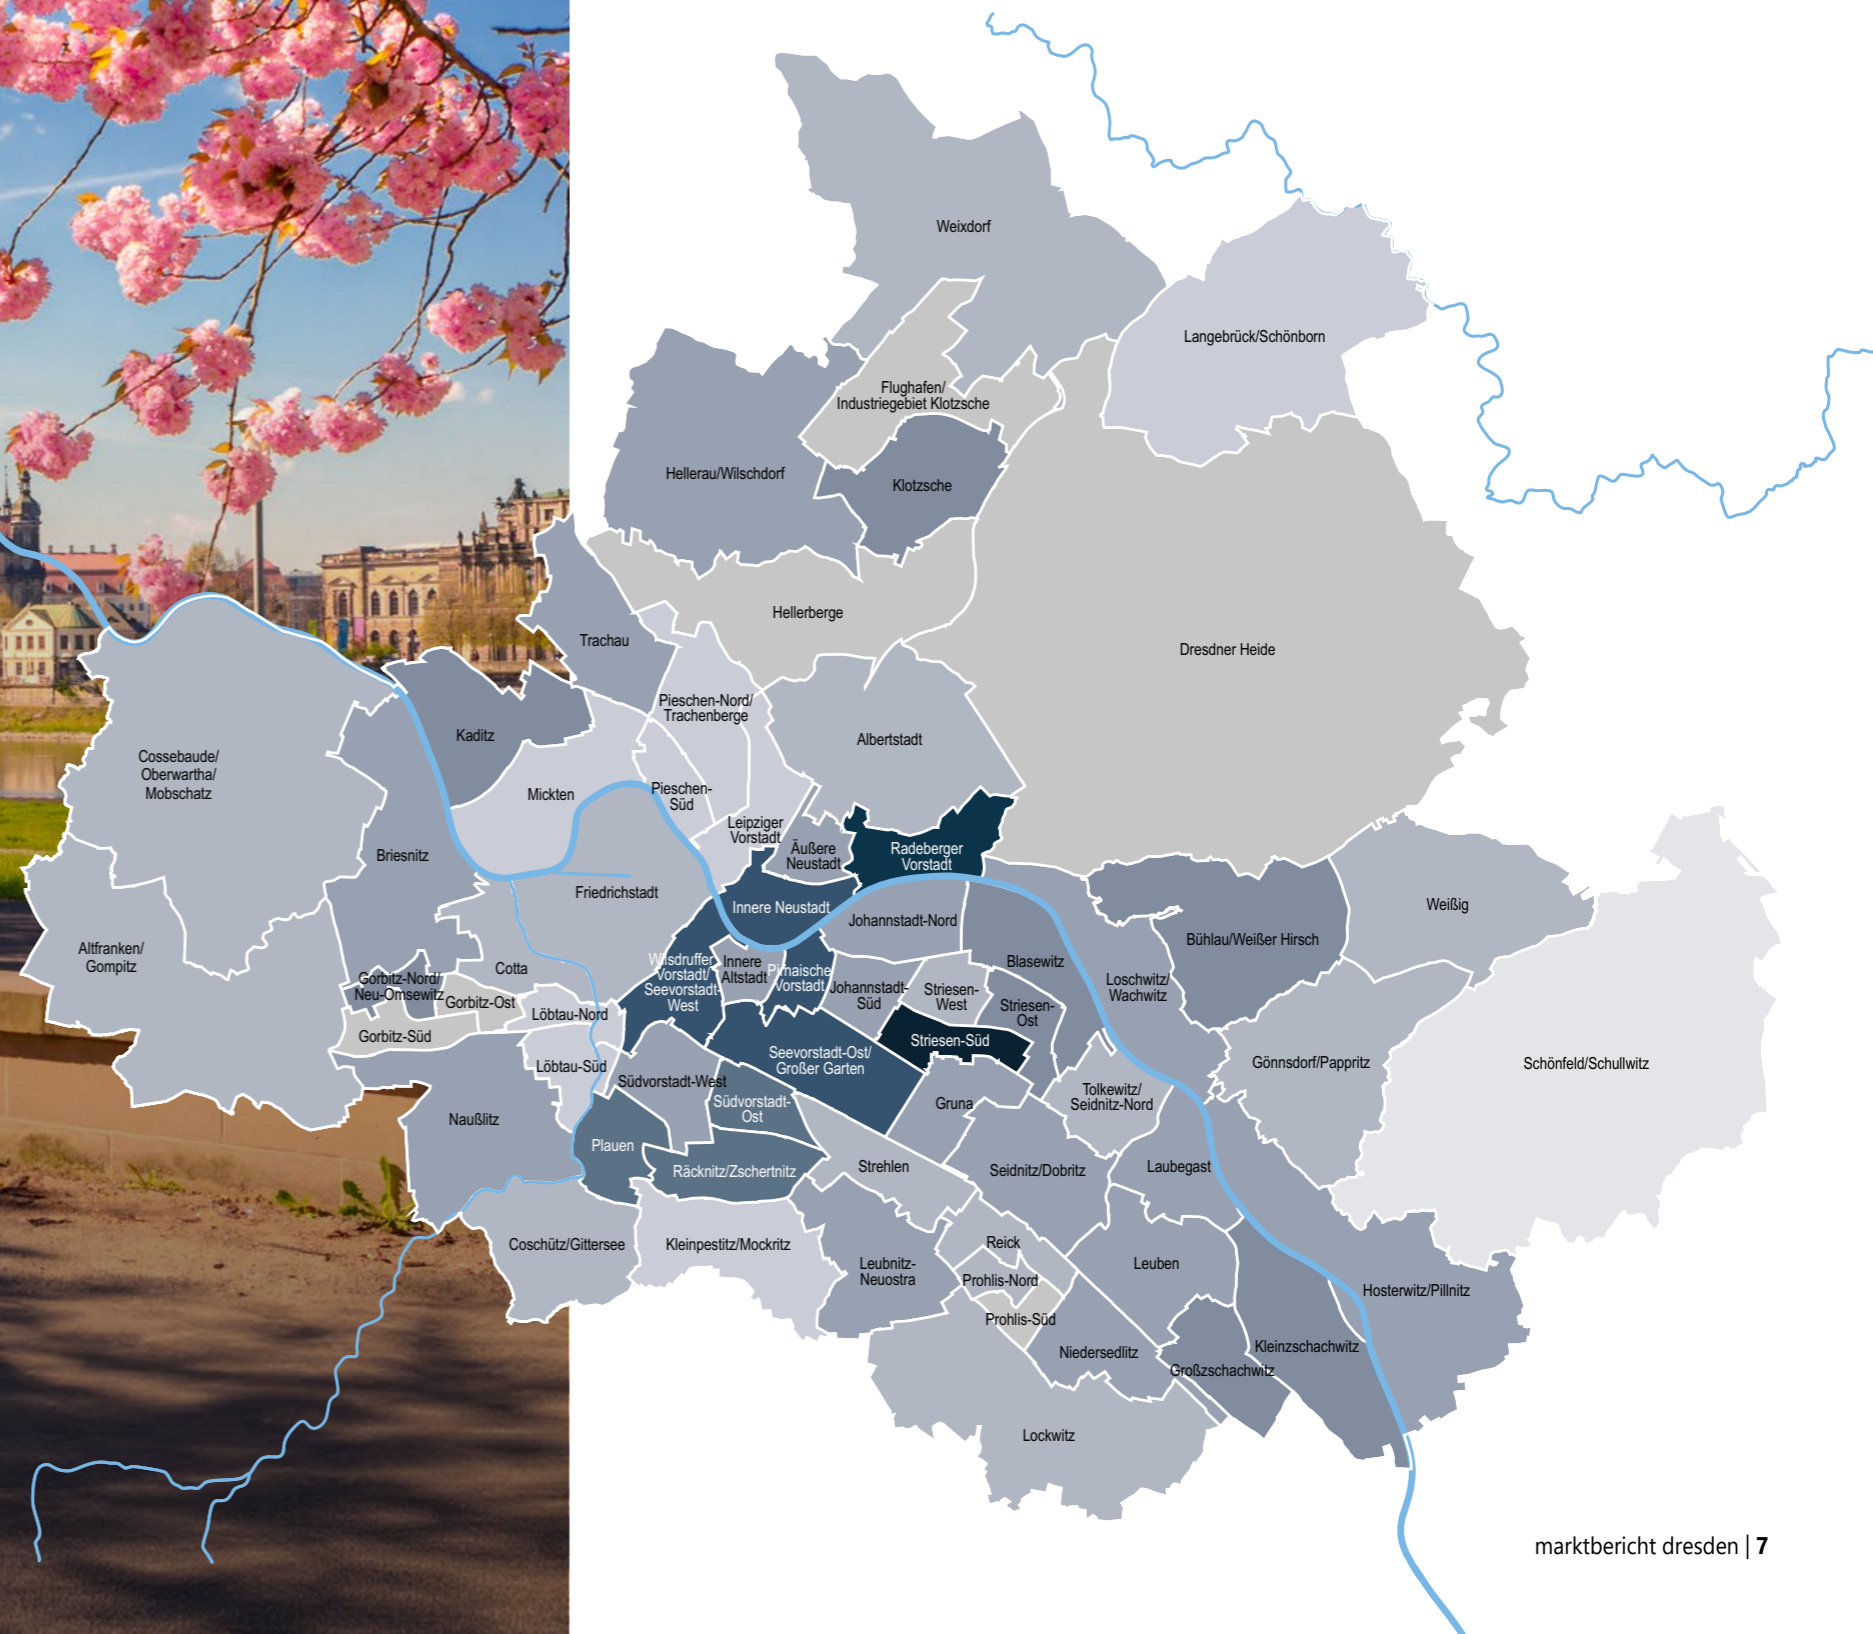 Weixdorf
Langebrück/Schönborn
Flughafen/
Industriegebiet Klotzsche
Hellerau/Wilschdorf
Klotzsche
Hellerberge
Trachau
Dresdner Heide
Pieschen-Nord/
Trachenberge
Kaditz
Albertstadt
Cossebaude/
Oberwartha/
Mobschatz
Mickten
Pieschen-
Süd
Leipziger
Vorstadt
Äußere
Neustadt
Radeberger
Vorstadt
Briesnitz
Friedrichstadt
Innere Neustadt
Johannstadt-Nord
Weißig
Bühlau/Weißer Hirsch
Altfranken/
Gompitz
Cotta
Wilsdruffer
Vorstadt/
Seevorstadt-
West
Innere
Altstadt
Pirnaische
Vorstadt
Blasewitz
Loschwitz/
Wachwitz
Gorbitz-Nord/
Neu-Omsewitz
Gorbitz-Ost
Johannstadt-
Süd
Striesen-
West
Striesen-
Ost
Löbtau-Nord
Gorbitz-Süd
Striesen-Süd
Seevorstadt-Ost/
Großer Garten
Löbtau-Süd
Südvorstadt-West
Gönnsdorf/Pappritz
Schönfeld/Schullwitz
Südvorstadt-
Ost
Gruna
Tolkewitz/
Seidnitz-Nord
Naußlitz
Plauen
Räcknitz/Zschertnitz
Strehlen
Seidnitz/Dobritz
Laubegast
Coschütz/Gittersee
Kleinpestitz/Mockritz
Reick
Leubnitz-
Neuostra
Leuben
Prohlis-Nord
Hosterwitz/Pillnitz
Prohlis-Süd
Niedersedlitz
Kleinzschachwitz
Großzschachwitz
Lockwitz
marktbericht dresden | 7